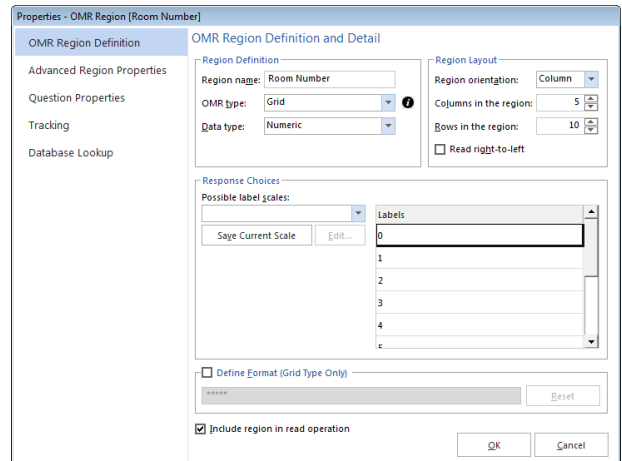 Properties - OMR Region [Room Number]
OMR Region Definition
Advanced Region Properties
Question Properties
Tracking
Database Lookup
OMR Region Definition and Detail
Region Definition
Region name: Room Number
OMR type: Grid
Data type: Numeric
Region Layout
Region orientation: Column
Columns in the region: 5
Rows in the region: 10
Read right-to-left
Response Choices
Possible label scales:
Save Current Scale Edit...
Labels
0
1
2
3
4
5
Define Format (Grid Type Only)
*****
Reset
Include region in read operation
OK Cancel